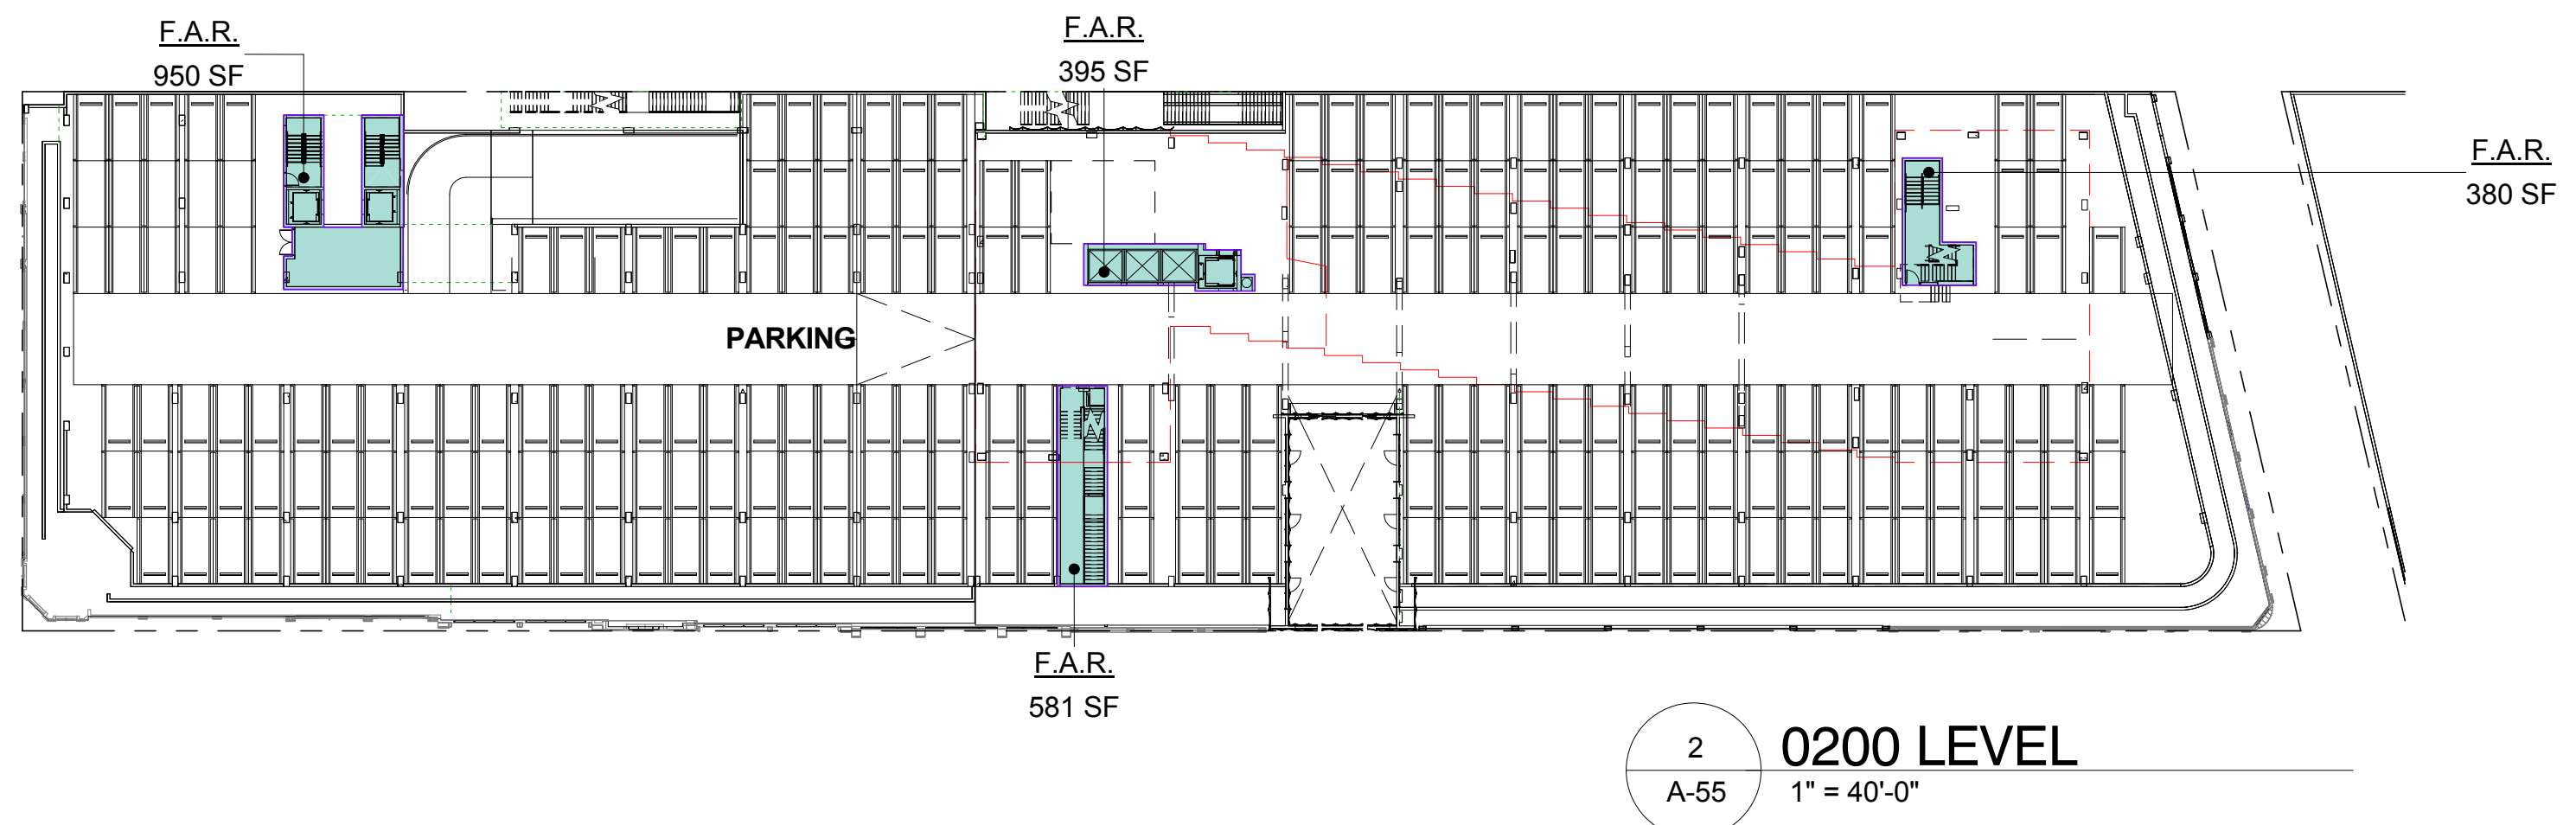 F.A.R.
950 SF
F.A.R.
395 SF
F.A.R.
380 SF
PARKING
F.A.R.
581 SF
2
A-55
0200 LEVEL
1" = 40'-0"